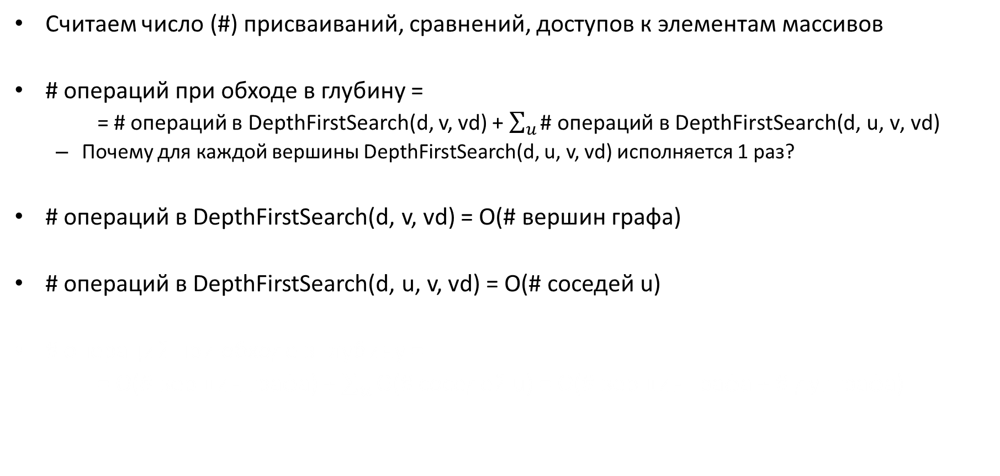 • Считаем число (#) присваиваний, сравнений, доступов к элементам массивов
• # операций при обходе в глубину =
= # операций в DepthFirstSearch(d, v, vd) + ∑u # операций в DepthFirstSearch(d, u, v, vd)
– Почему для каждой вершины DepthFirstSearch(d, u, v, vd) исполняется 1 раз?
• # операций в DepthFirstSearch(d, v, vd) = O(# вершин графа)
• # операций в DepthFirstSearch(d, u, v, vd) = O(# соседей u)